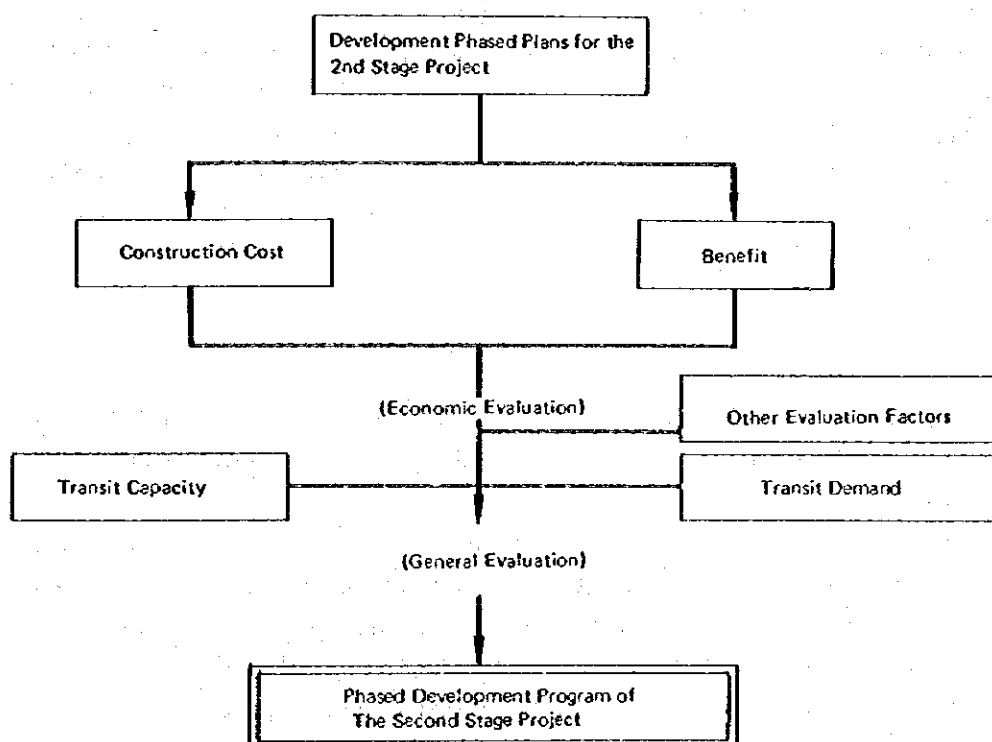 Development Phased Plans for the
2nd Stage Project
Construction Cost
Benefit
(Economic Evaluation)
Other Evaluation Factors
Transit Capacity
Transit Demand
(General Evaluation)
Phased Development Program of
The Second Stage Project